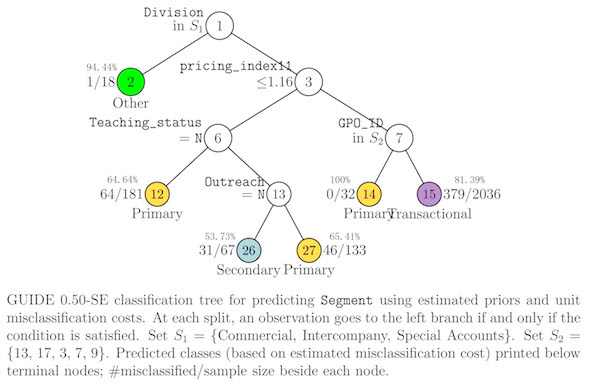 Division
in S1
1
94.44%
1/18
2
Other
pricing_index11
≤1.16
3
Teaching_status
= N
6
GPO_ID
in S2
7
64.64%
64/181
12
Primary
Outreach
= N
13
100%
0/32
14
Primary
81.39%
15
379/2036
Transactional
53.73%
31/67
26
Secondary
65.41%
27
46/133
Primary
GUIDE 0.50-SE classification tree for predicting Segment using estimated priors and unit
misclassification costs. At each split, an observation goes to the left branch if and only if the
condition is satisfied. Set S1 = {Commercial, Intercompany, Special Accounts}. Set S2 =
{13, 17, 3, 7, 9}. Predicted classes (based on estimated misclassification cost) printed below
terminal nodes; #misclassified/sample size beside each node.